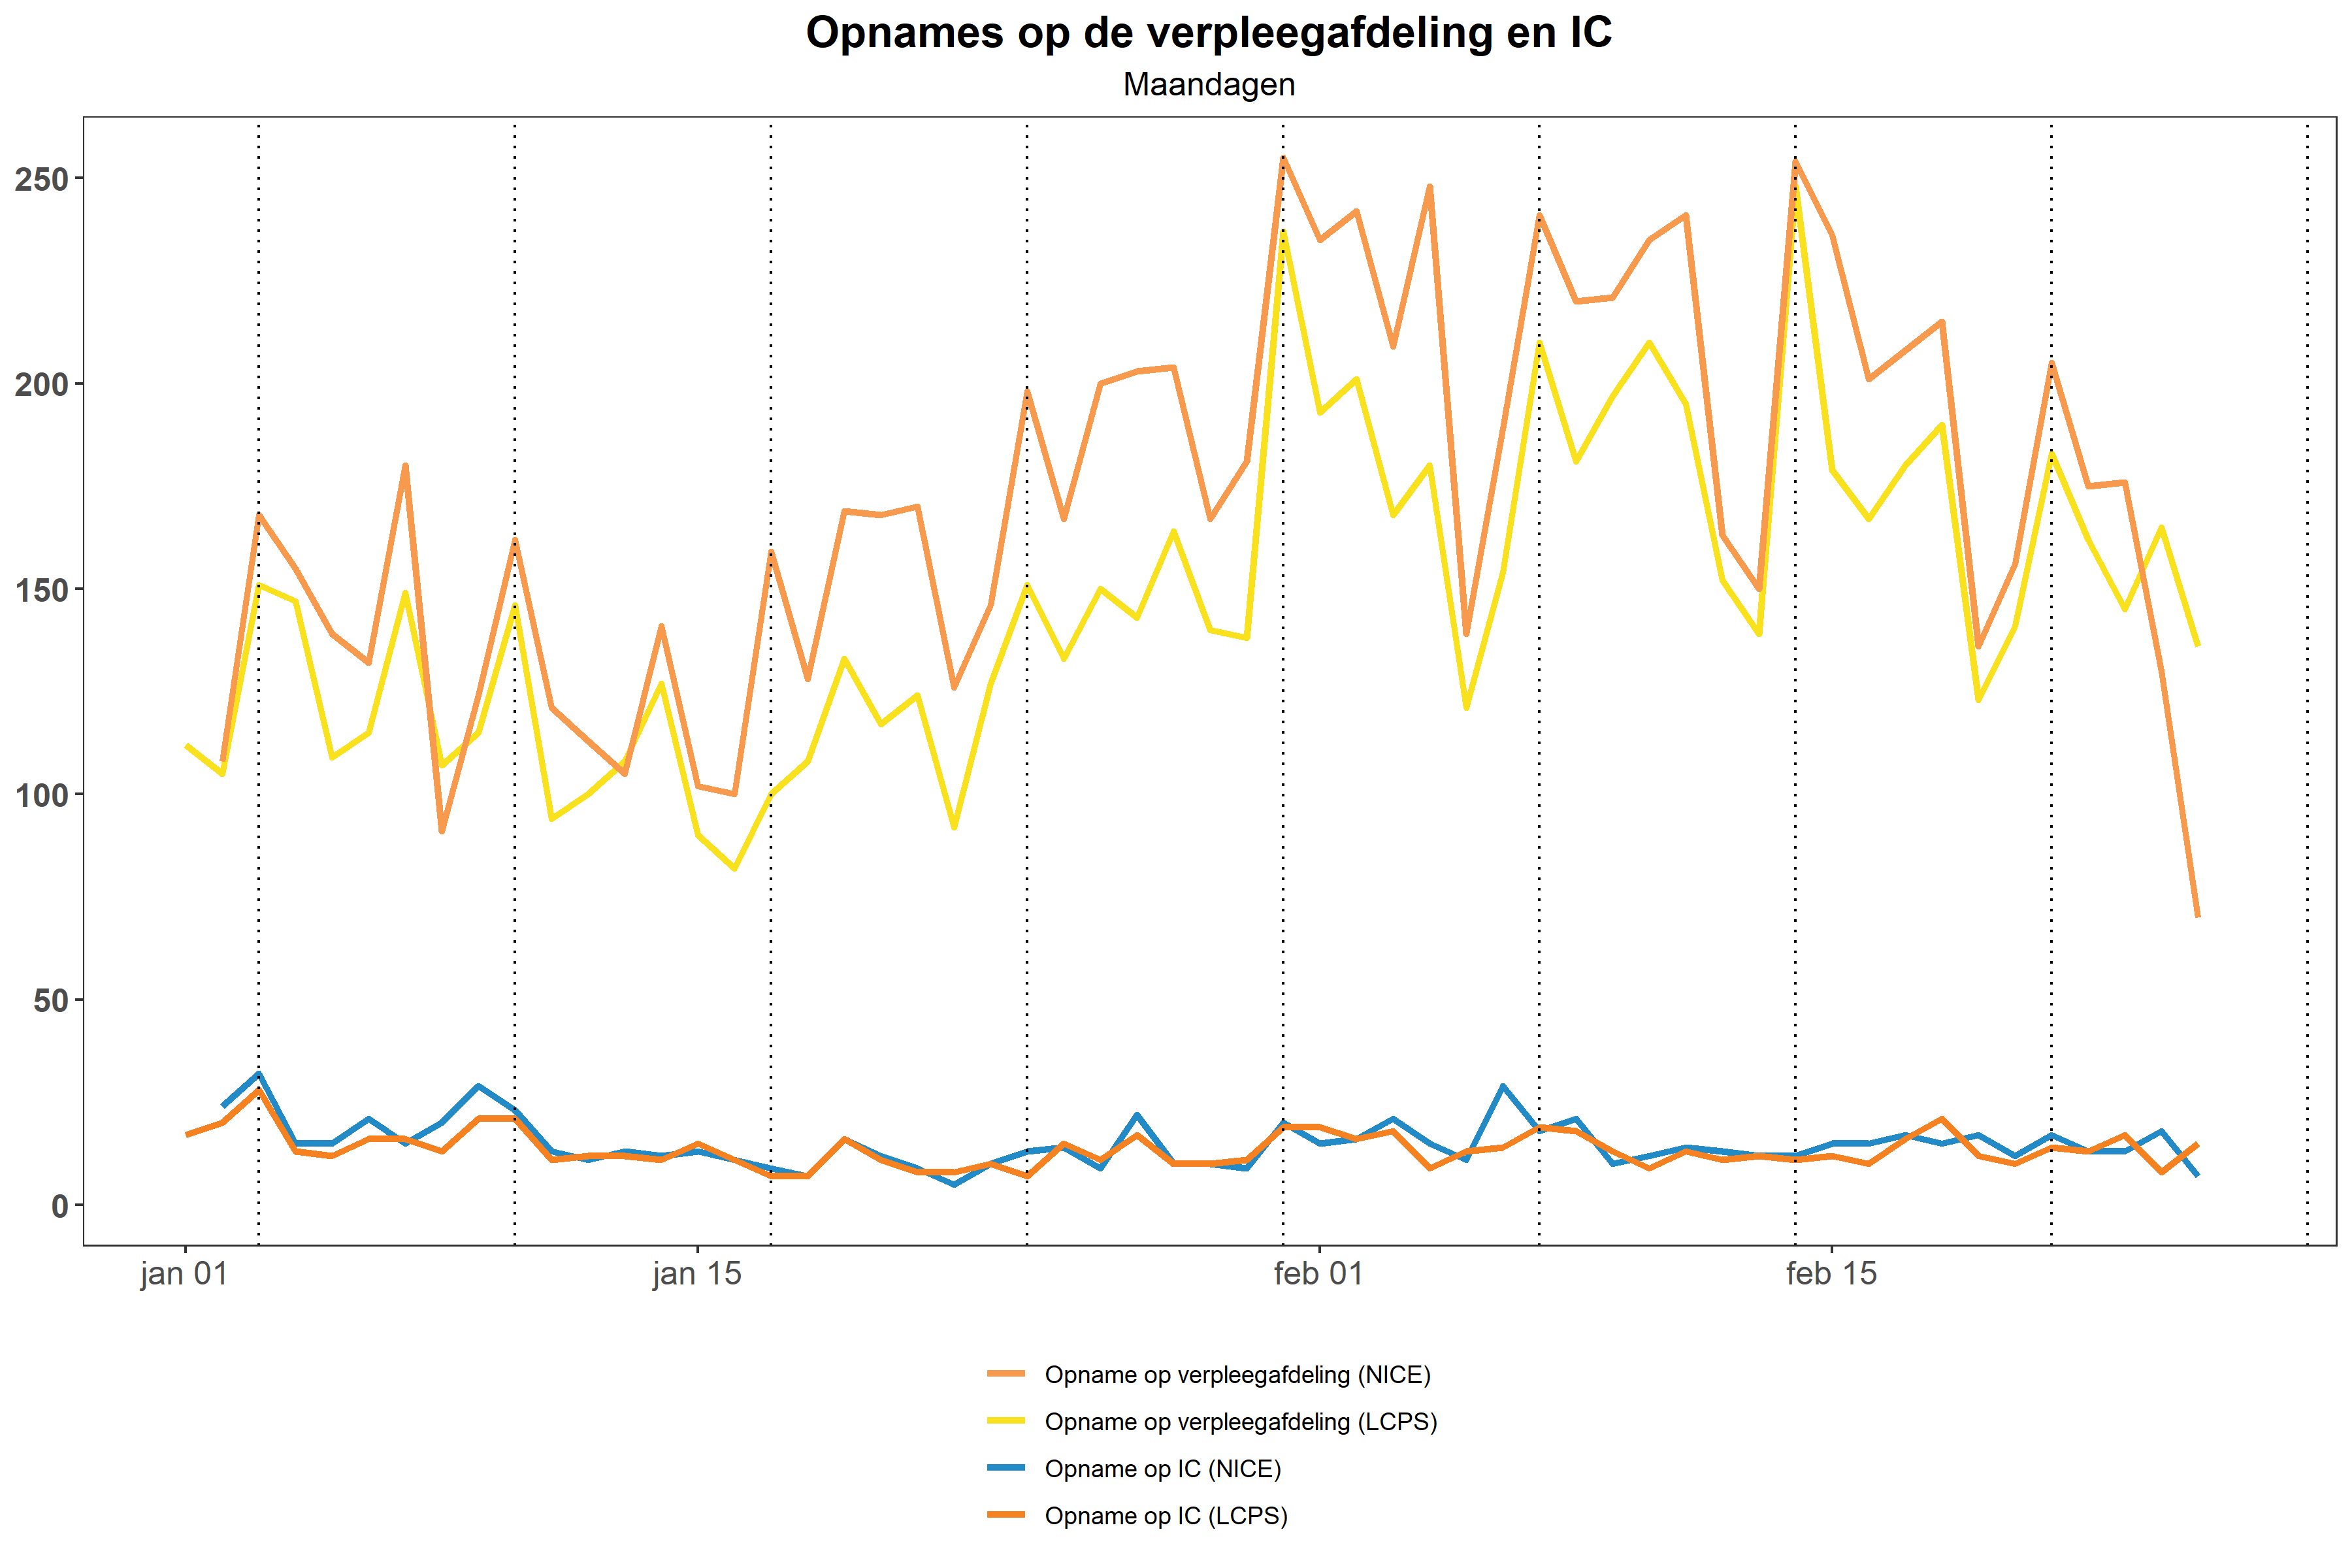 Opnames op de verpleegafdeling en IC
Maandagen
250
200
150
100
50
0
jan 01 jan 15 feb 01 feb 15
Opname op verpleegafdeling (NICE)
Opname op verpleegafdeling (LCPS)
Opname op IC (NICE)
Opname op IC (LCPS)